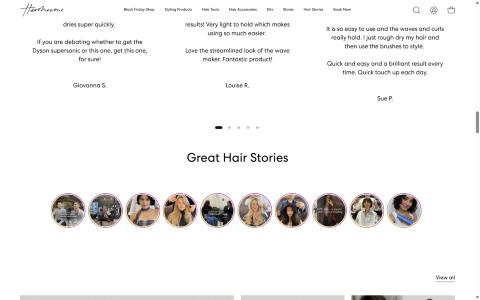 Black Friday Shop Styling Products Hair Tools Hair Accessories Kits Stores Hair Stories Book Now
dries super quickly.
If you are debating whether to get the
Dyson supersonic or this one, get this one,
for sure!
Giovanna S.
results! Very light to hold which makes
using so much easier.
Love the streamlined look of the wave
maker. Fantastic product!
Louise R.
It is so easy to use and the waves and curls
really hold. I just rough dry my hair and
then use the brushes to style.
Quick and easy and a brilliant result every
time. Quick touch up each day.
Sue P.
Great Hair Stories
View all